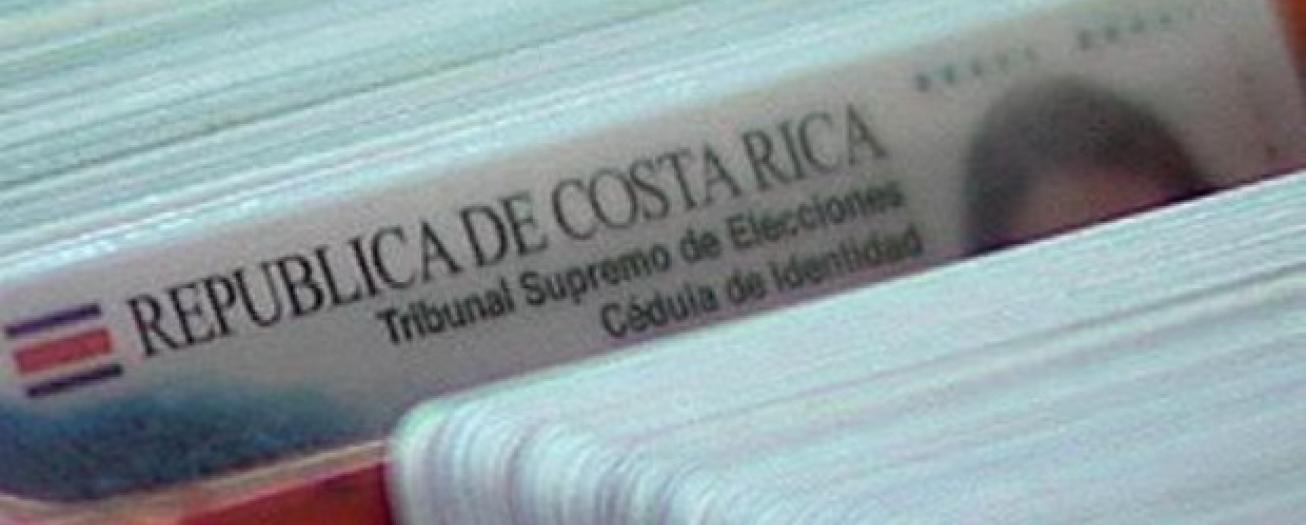 REPUBLICA DE COSTA RICA
Tribunal Supremo de Elecciones
Cédula de Identidad